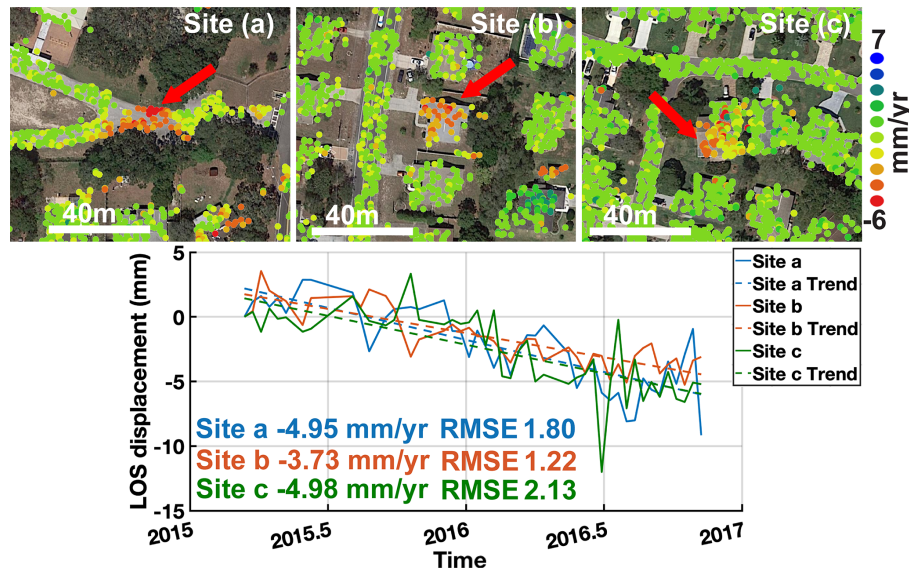 Site (a)
Site (b)
Site (c)
40m
40m
40m
7
mm/yr
-6
LOS displacement (mm)
5
0
-5
-10
-15
Site a -4.95 mm/yr RMSE 1.80
Site b -3.73 mm/yr RMSE 1.22
Site c -4.98 mm/yr RMSE 2.13
Site a
Site a Trend
Site b
Site b Trend
Site c
Site c Trend
2015
2015.5
2016
2016.5
2017
Time